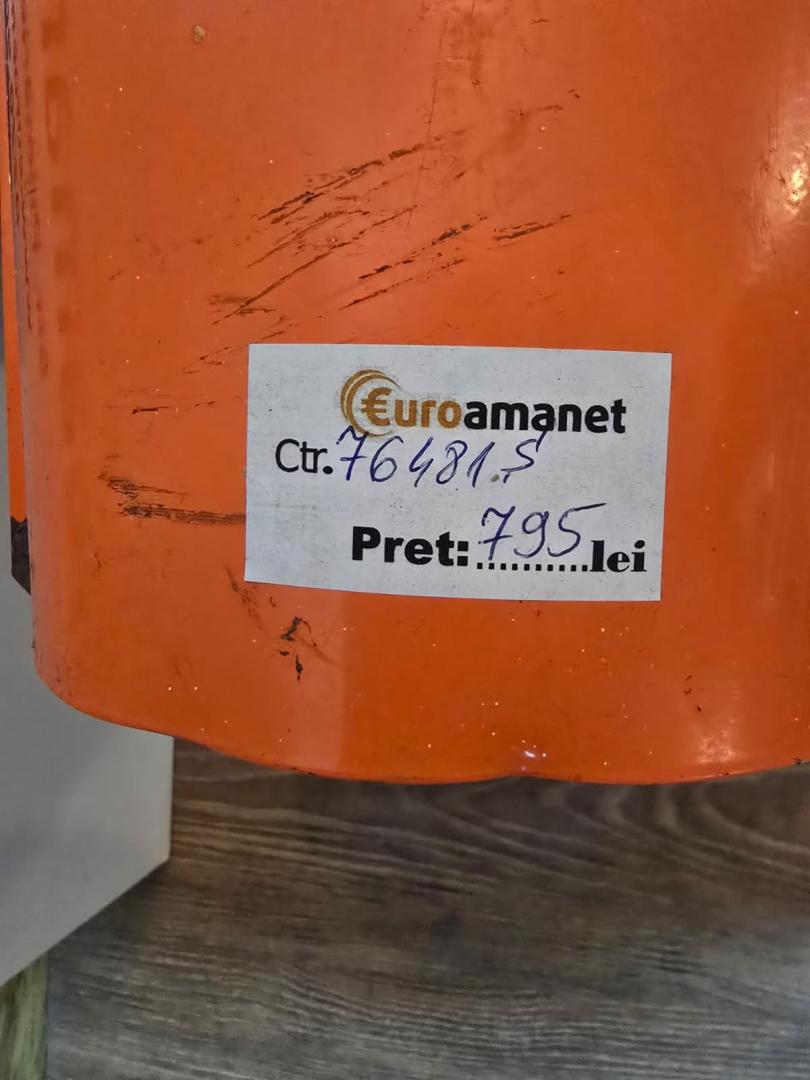 €uroamanet
Ctr. 76481.S
Pret: 795 lei